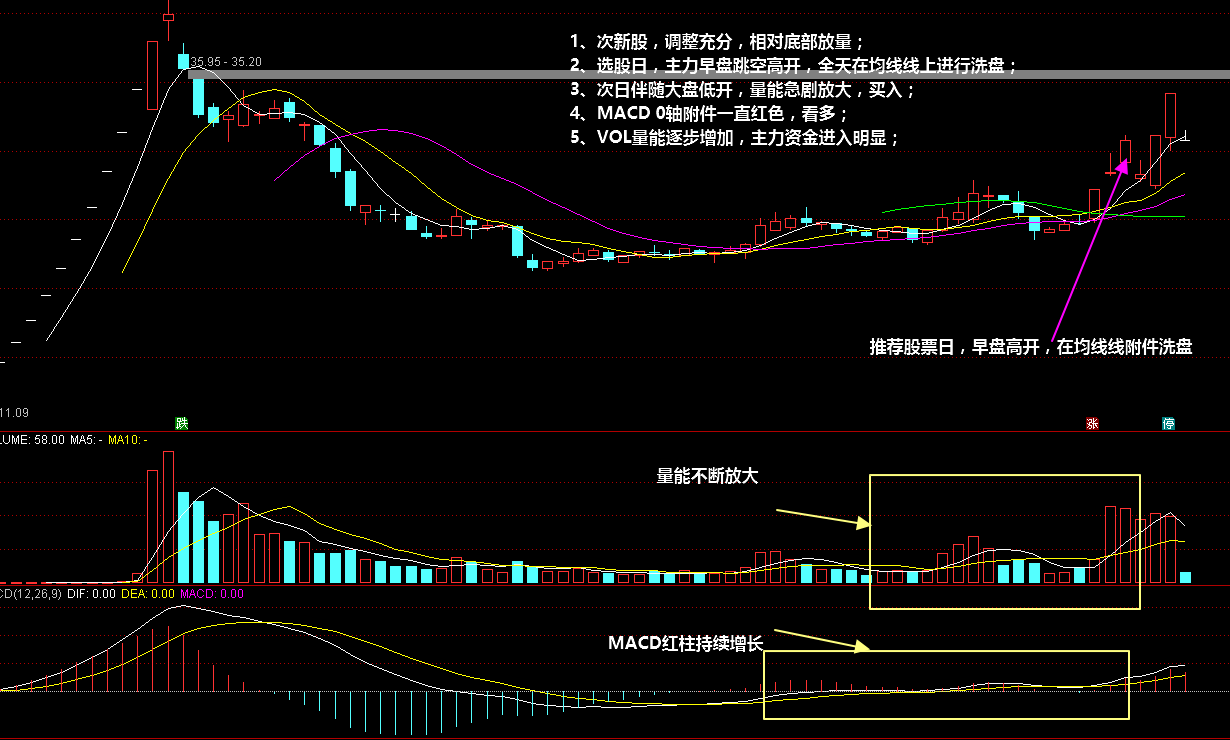 1、次新股，调整充分，相对底部放量；
35.95 - 35.20
2、选股日，主力早盘跳空高开，全天在均线线上进行洗盘；
3、次日伴随大盘低开，量能急剧放大，买入；
4、MACD 0轴附件一直红色，看多；
5、VOL量能逐步增加，主力资金进入明显；
推荐股票日，早盘高开，在均线线附件洗盘
11.09
跌
涨
停
LUME: 58.00 MA5: - MA10: -
量能不断放大
CD(12,26,9) DIF: 0.00 DEA: 0.00 MACD: 0.00
MACD红柱持续增长